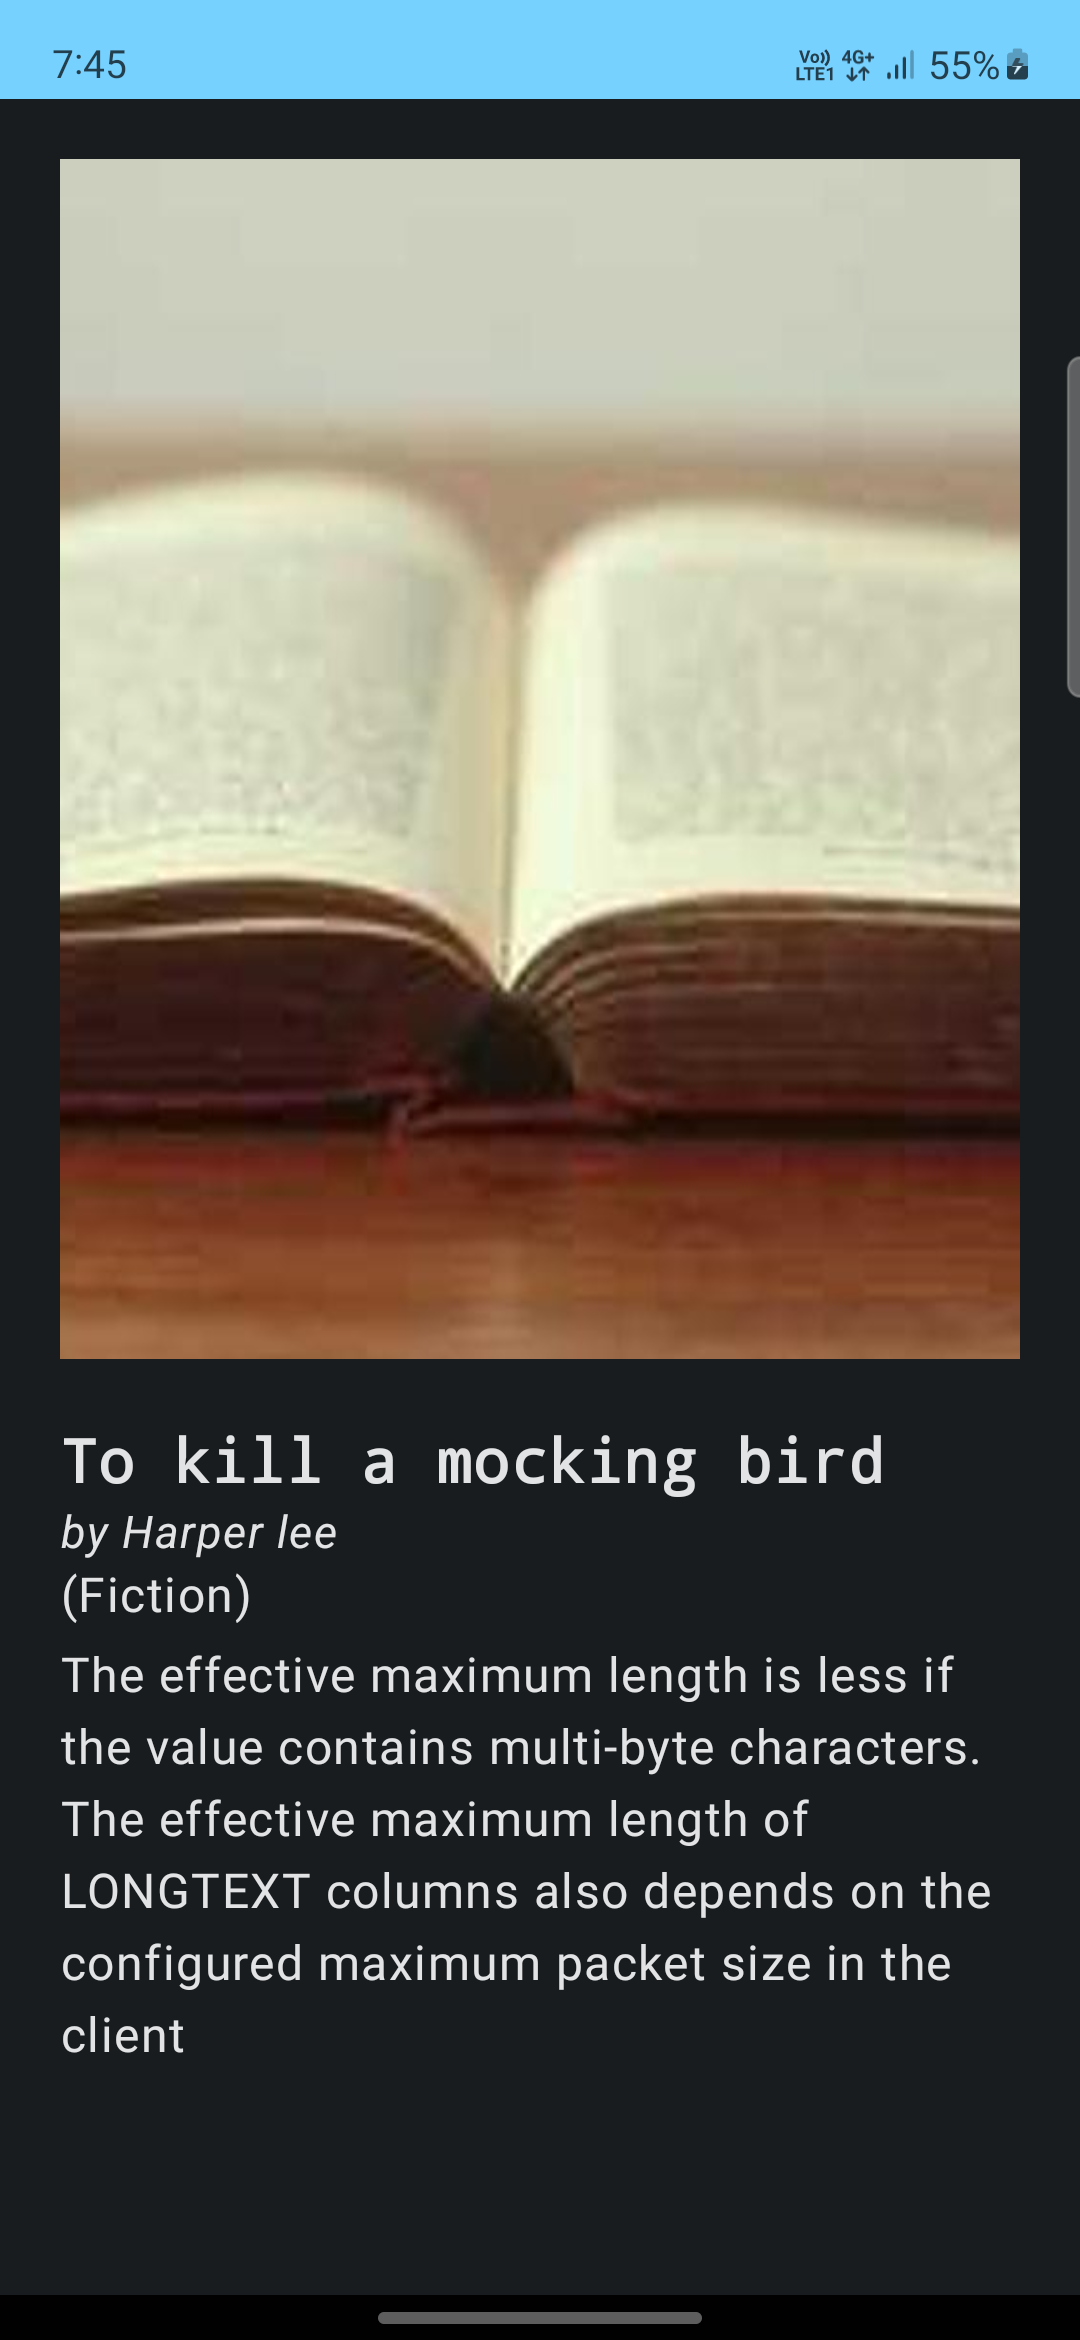 7:45 Vo)) LTE1 4G+ 55%
To kill a mocking bird
by Harper lee
(Fiction)
The effective maximum length is less if
the value contains multi-byte characters.
The effective maximum length of
LONGTEXT columns also depends on the
configured maximum packet size in the
client